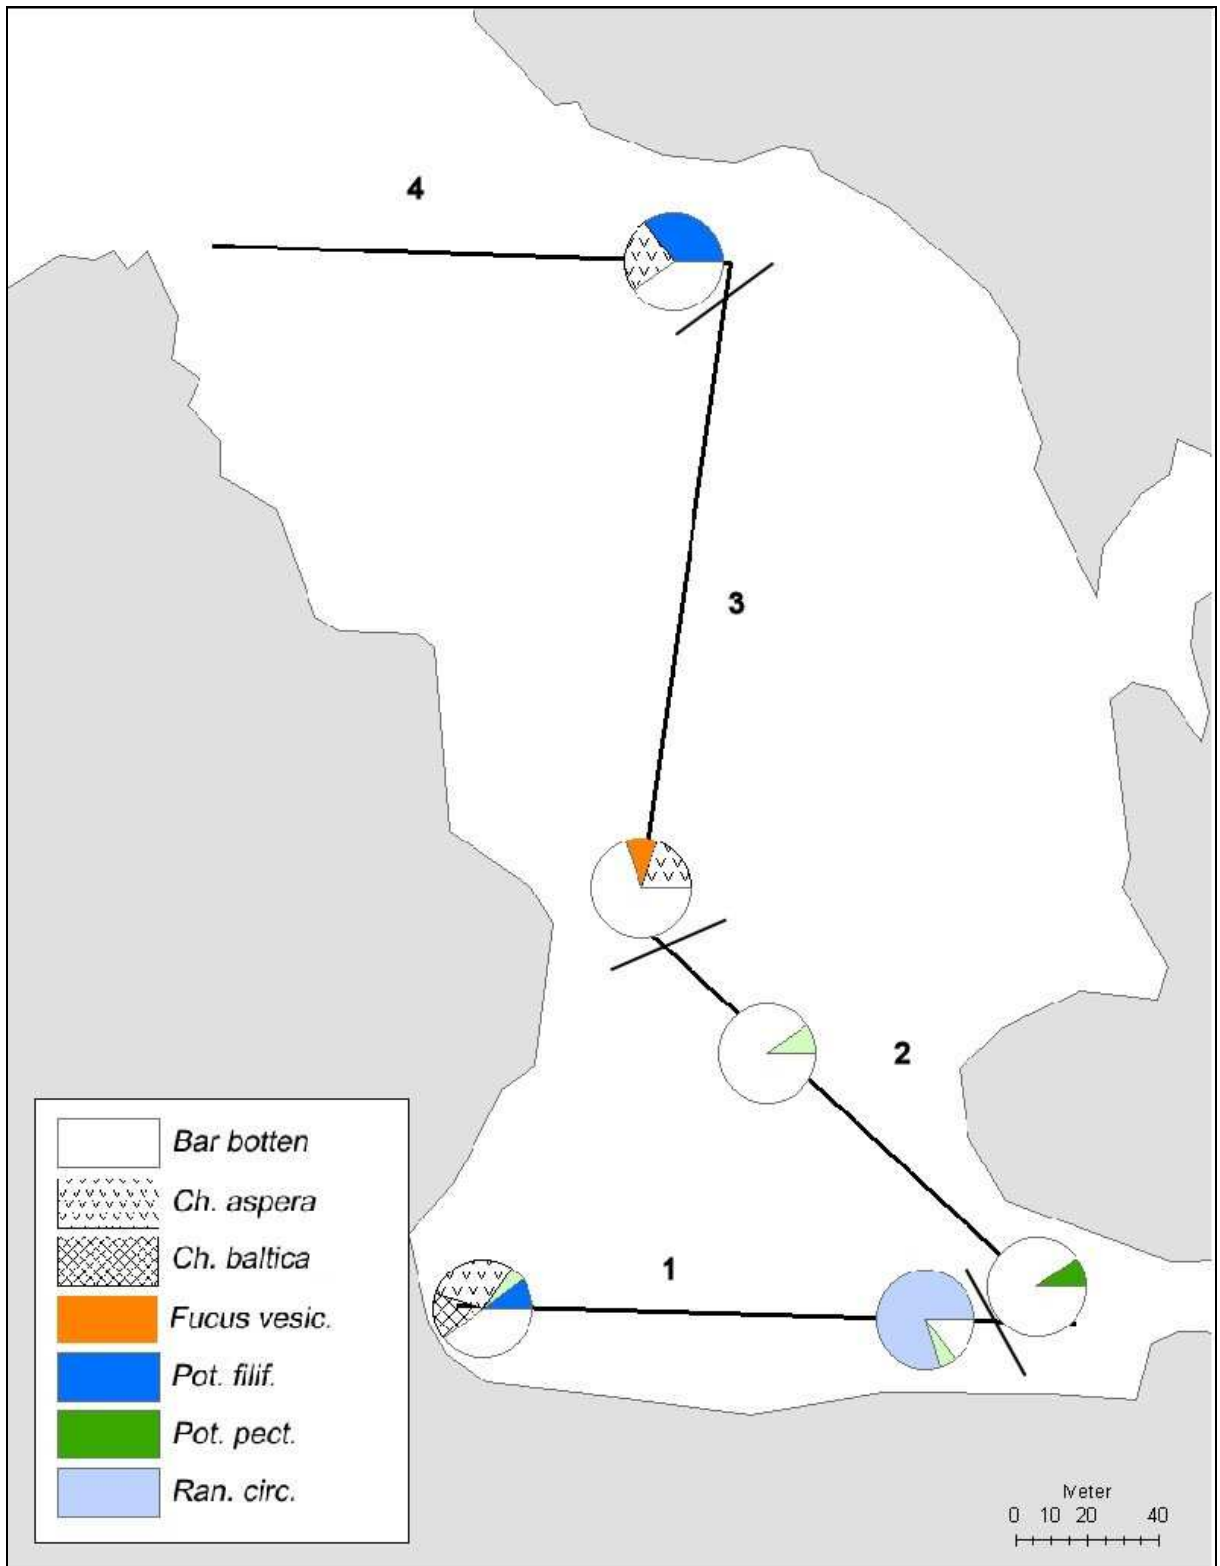 4
3
2
1
Bar botten
Ch. aspera
Ch. baltica
Fucus vesic.
Pot. filif.
Pot. pect.
Ran. circ.
Meter
0 10 20 40